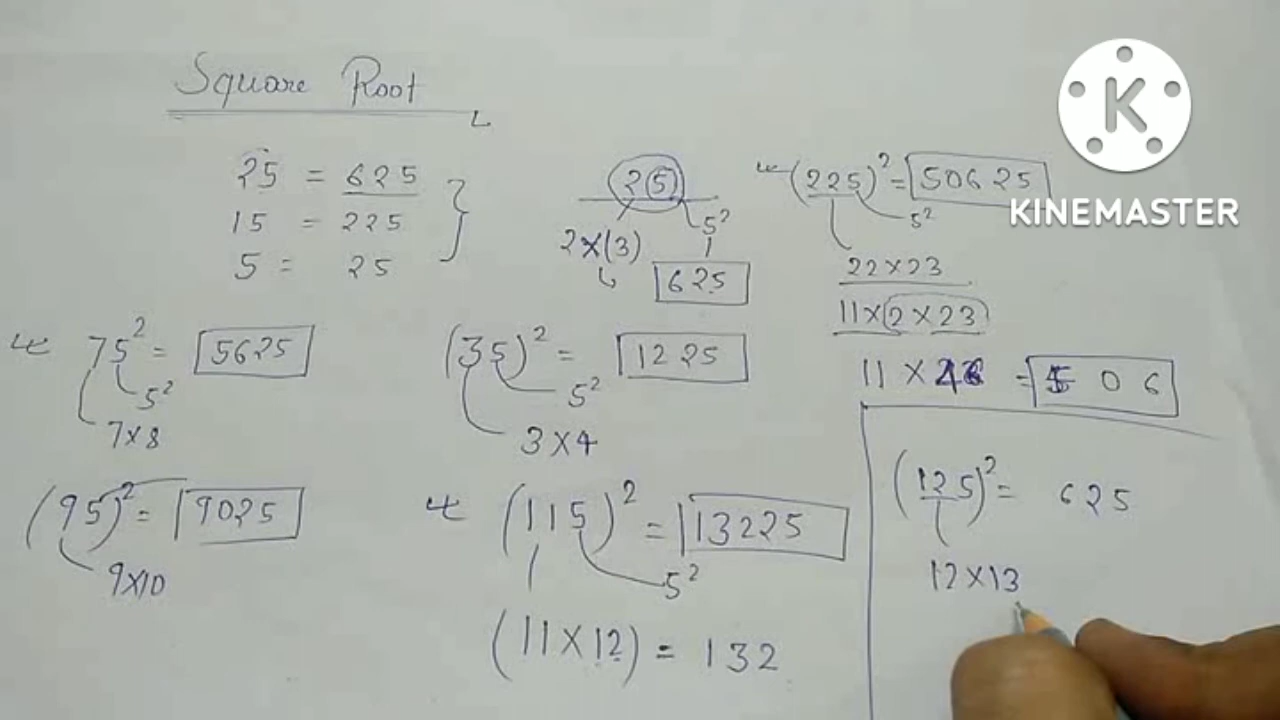 Square Root
25 = 625
15 = 225
5 = 25
25
5²
2×(3)
625
(225)² = 50625
5²
22×23
11×2×23
11 × 46 = 506
K
KINEMASTER
75² = 5625
5²
7×8
(35)² = 1225
5²
3×4
(95)² = 9025
9×10
(115)² = 13225
5²
(11×12) = 132
(125)² = 625
12×13